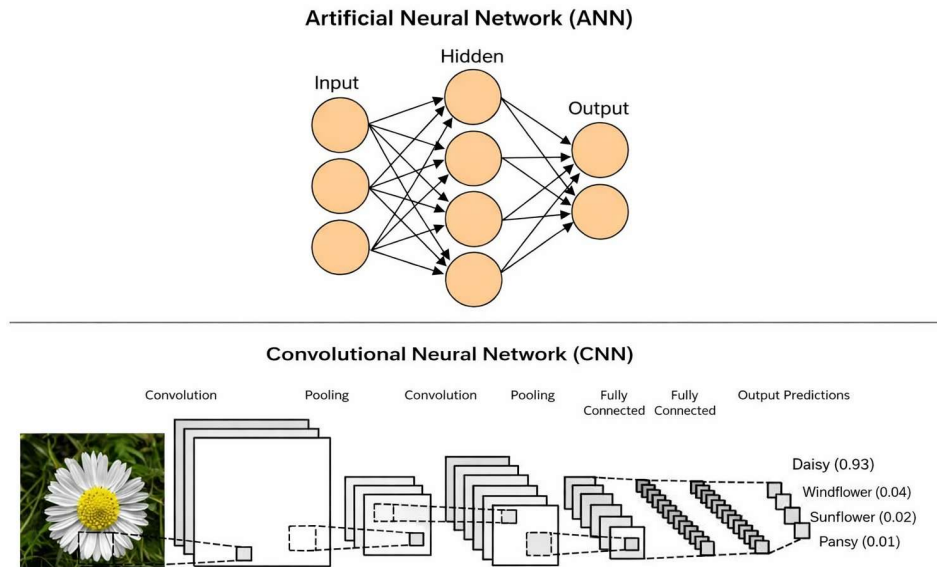 Artificial Neural Network (ANN)
Hidden
Input
Output
Convolutional Neural Network (CNN)
Convolution
Pooling
Convolution
Pooling
Fully
Connected
Fully
Connected
Output Predictions
Daisy (0.93)
Windflower (0.04)
Sunflower (0.02)
Pansy (0.01)